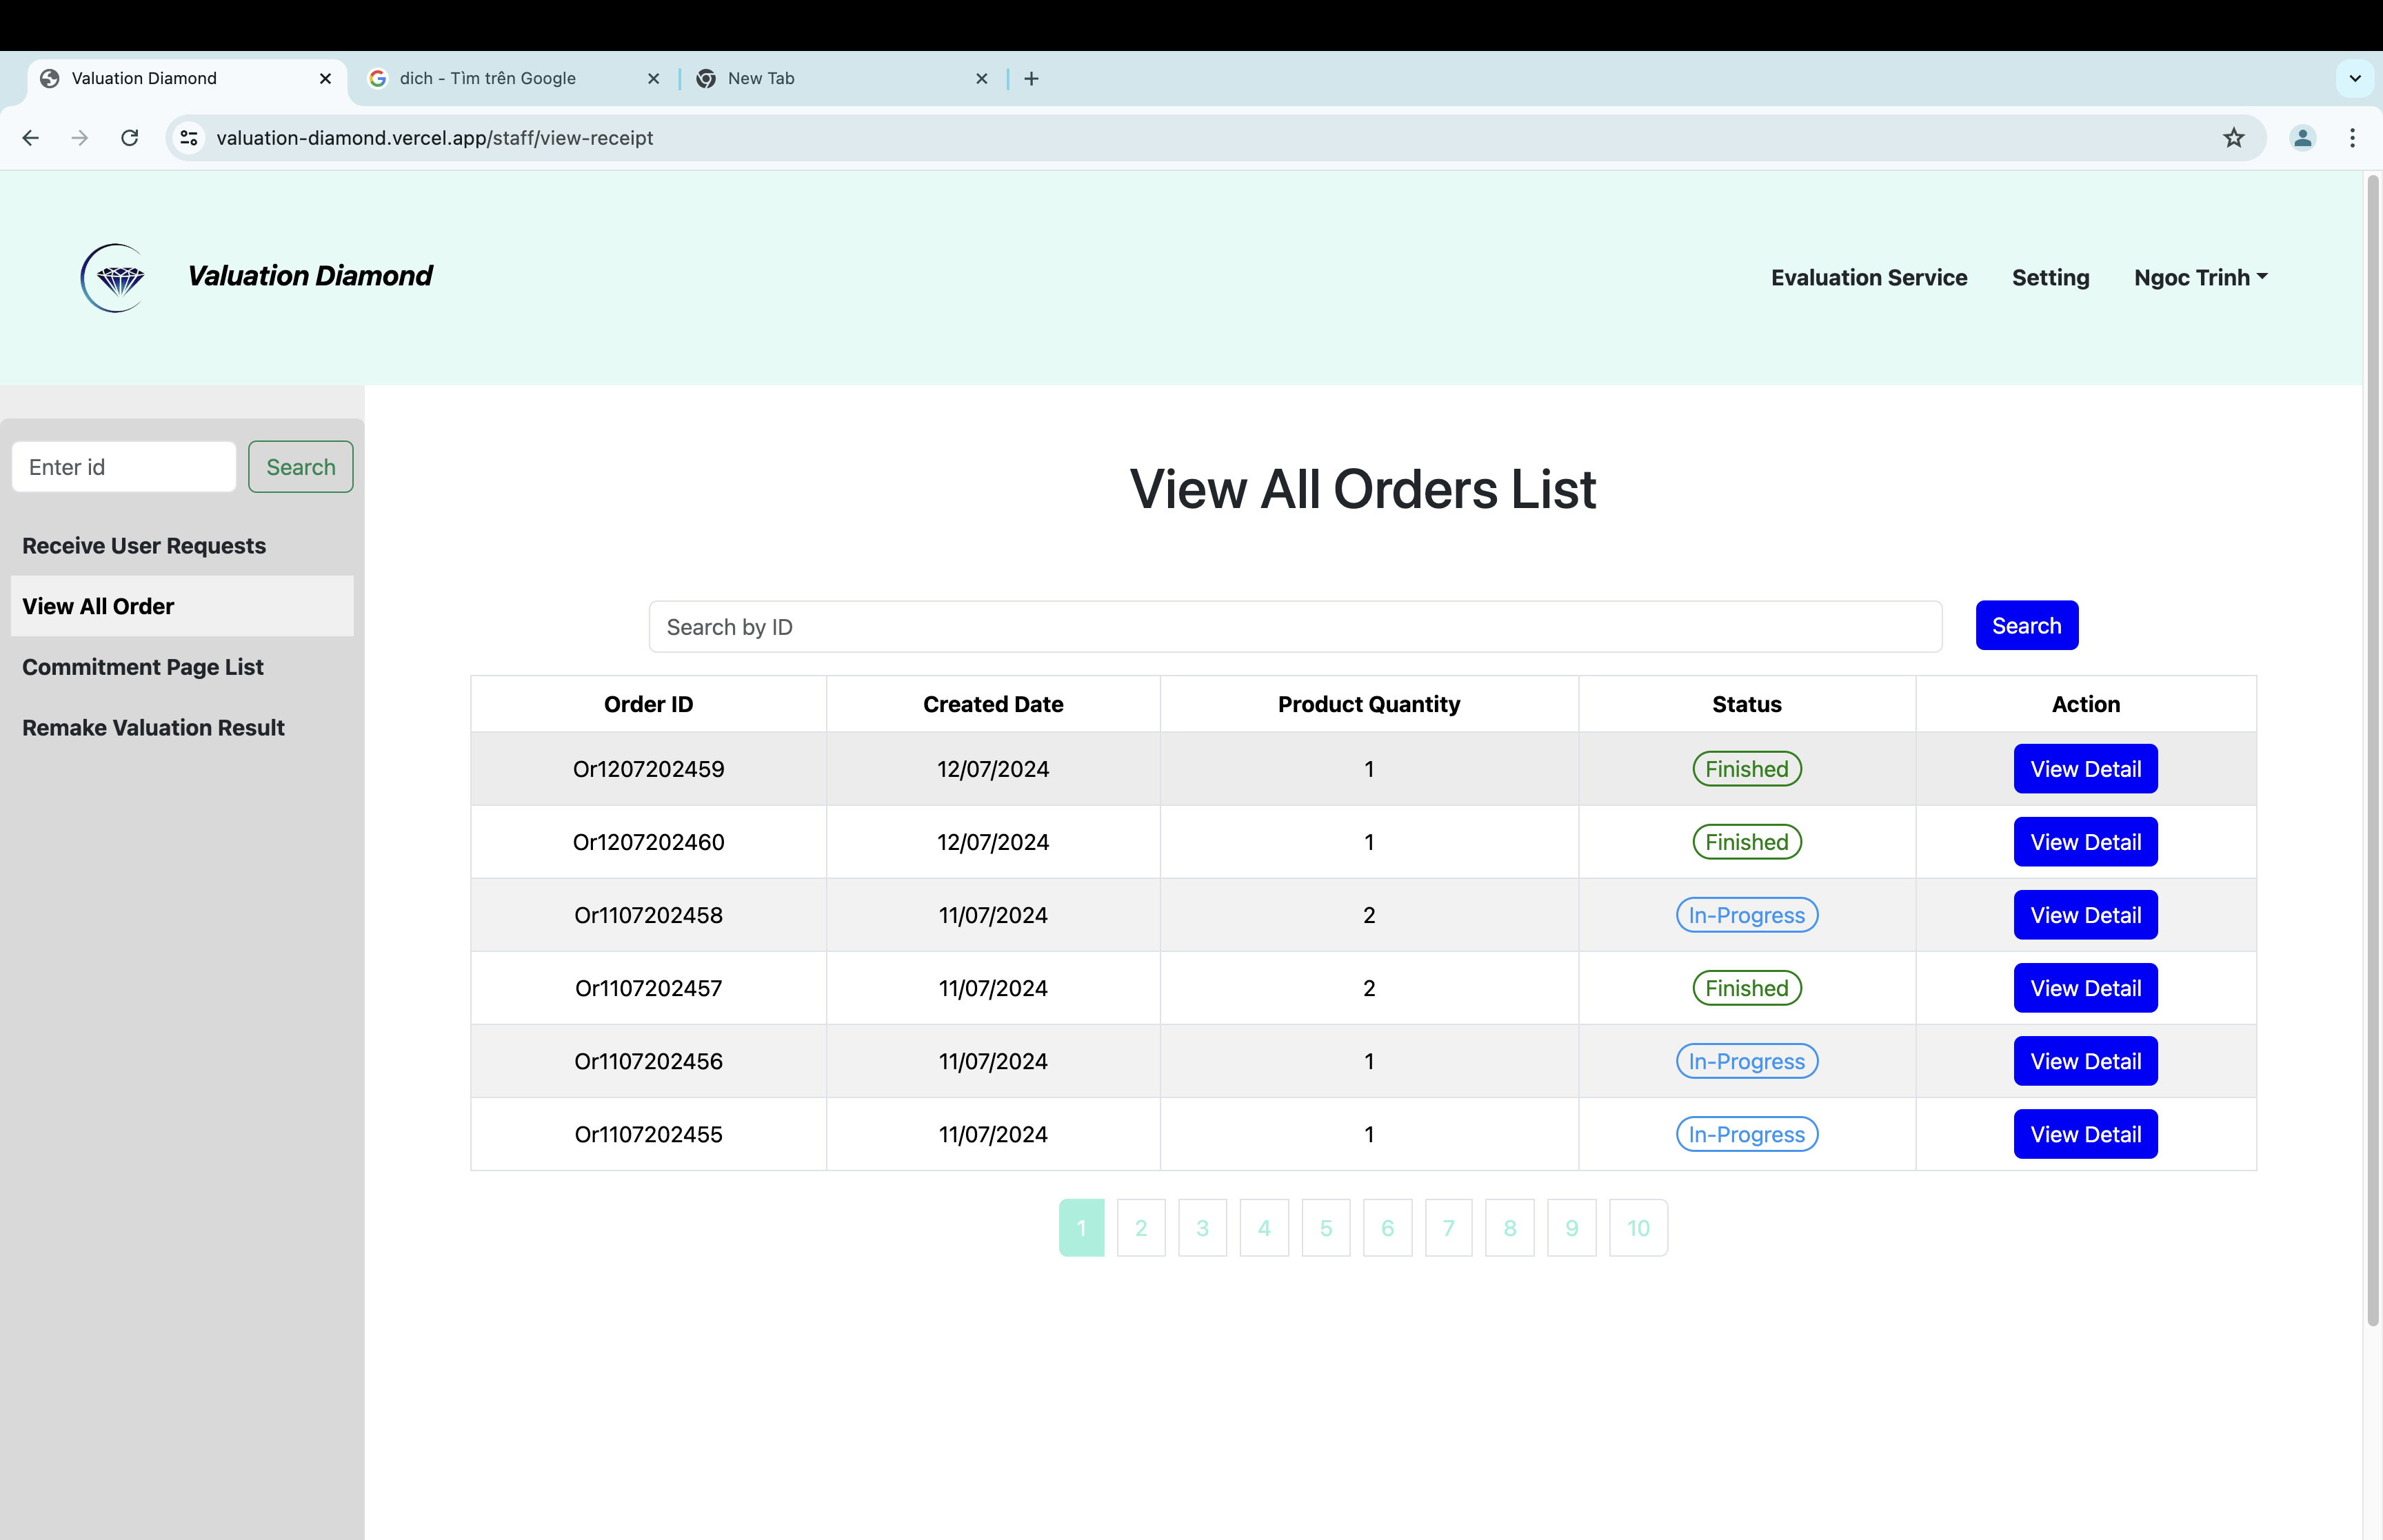 Valuation Diamond
dich - Tìm trên Google
New Tab
valuation-diamond.vercel.app/staff/view-receipt
Valuation Diamond
Evaluation Service
Setting
Ngoc Trinh
Enter id
Search
Receive User Requests
View All Order
Commitment Page List
Remake Valuation Result
View All Orders List
Search by ID
Search
Order ID Created Date Product Quantity Status Action
Or1207202459 12/07/2024 1 Finished View Detail
Or1207202460 12/07/2024 1 Finished View Detail
Or1107202458 11/07/2024 2 In-Progress View Detail
Or1107202457 11/07/2024 2 Finished View Detail
Or1107202456 11/07/2024 1 In-Progress View Detail
Or1107202455 11/07/2024 1 In-Progress View Detail
1 2 3 4 5 6 7 8 9 10